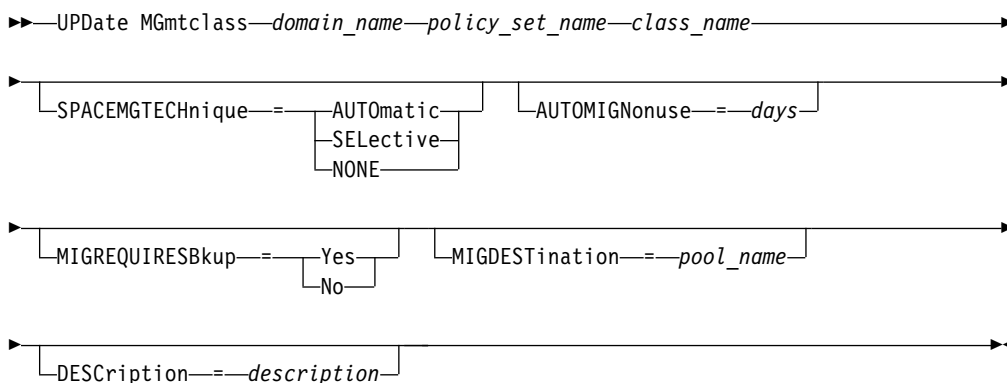 UPDate MGmtclass domain_name policy_set_name class_name
SPACEMGTECHnique = AUTOmatic AUTOMIGNonuse = days
SELective
NONE
MIGREQUIRESBkup = Yes MIGDESTination = pool_name
No
DESCription = description